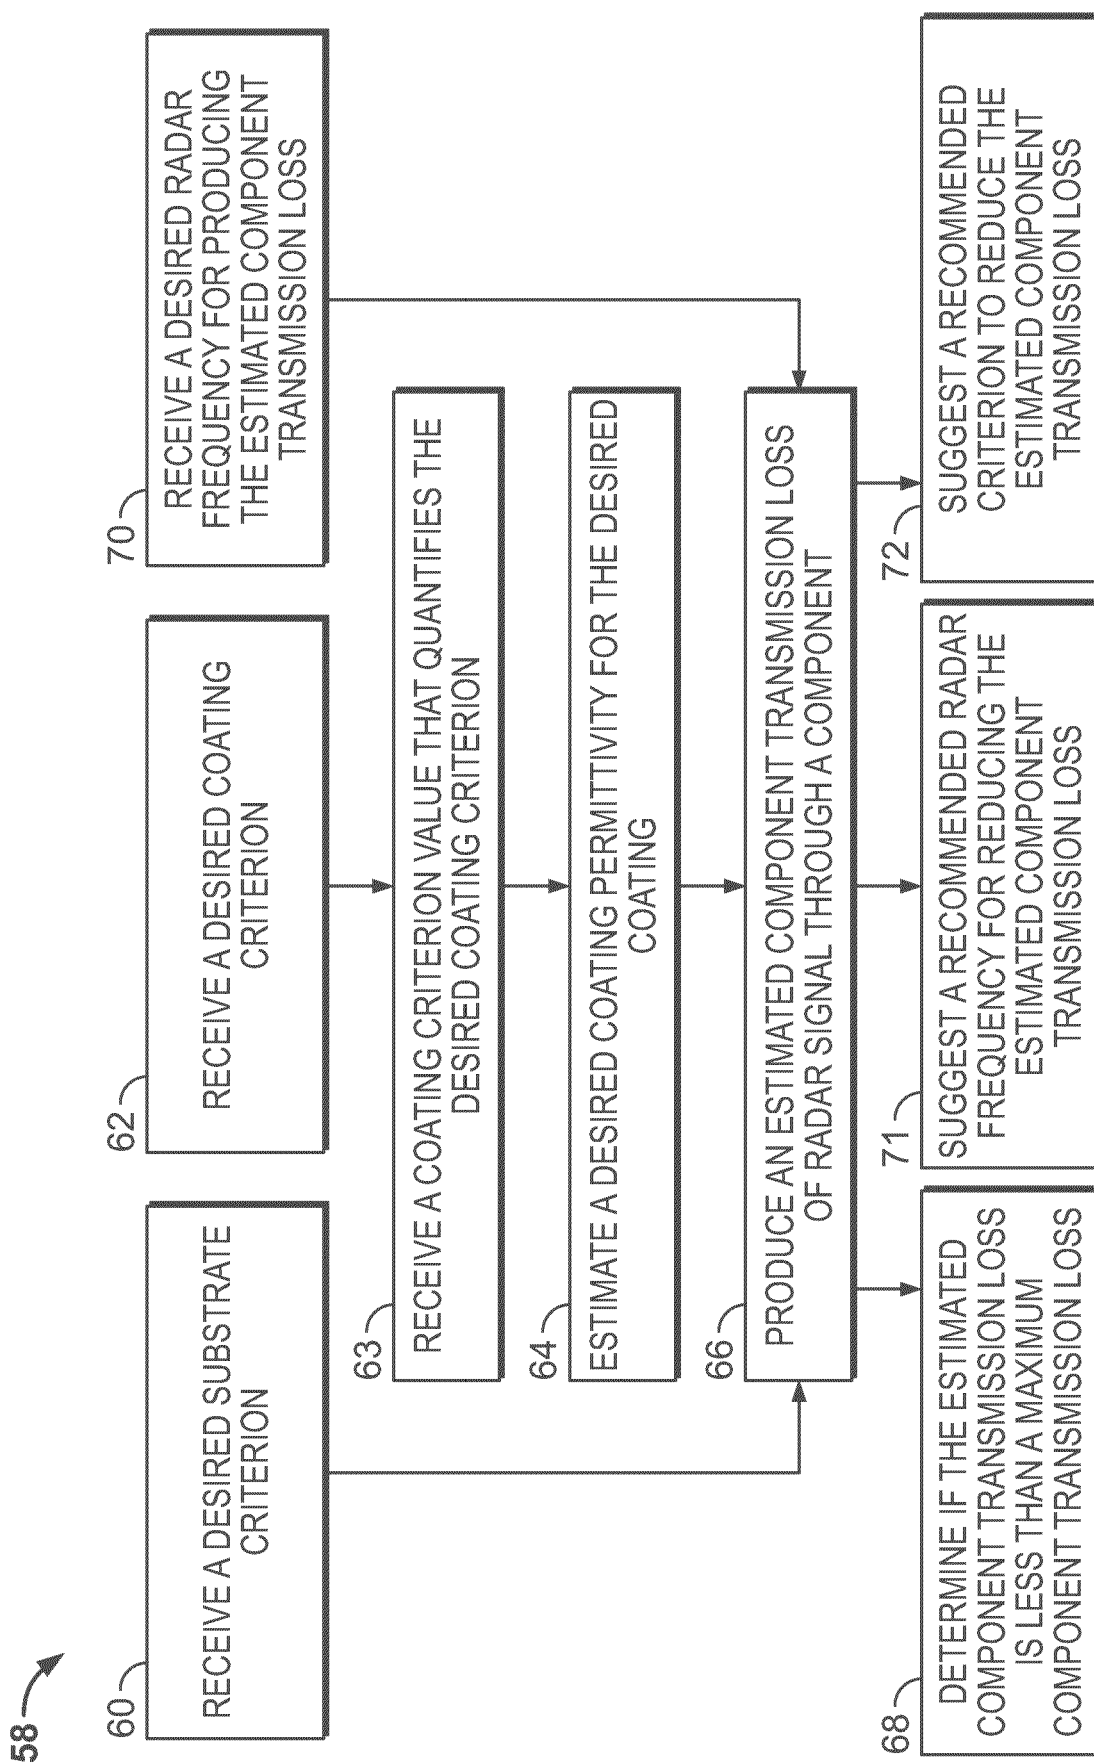 58
60
RECEIVE A DESIRED SUBSTRATE
CRITERION
62
RECEIVE A DESIRED COATING
CRITERION
70
RECEIVE A DESIRED RADAR
FREQUENCY FOR PRODUCING
THE ESTIMATED COMPONENT
TRANSMISSION LOSS
63
RECEIVE A COATING CRITERION VALUE THAT QUANTIFIES THE
DESIRED COATING CRITERION
64
ESTIMATE A DESIRED COATING PERMITTIVITY FOR THE DESIRED
COATING
66
PRODUCE AN ESTIMATED COMPONENT TRANSMISSION LOSS
OF RADAR SIGNAL THROUGH A COMPONENT
68
DETERMINE IF THE ESTIMATED
COMPONENT TRANSMISSION LOSS
IS LESS THAN A MAXIMUM
COMPONENT TRANSMISSION LOSS
71
SUGGEST A RECOMMENDED RADAR
FREQUENCY FOR REDUCING THE
ESTIMATED COMPONENT
TRANSMISSION LOSS
72
SUGGEST A RECOMMENDED
CRITERION TO REDUCE THE
ESTIMATED COMPONENT
TRANSMISSION LOSS